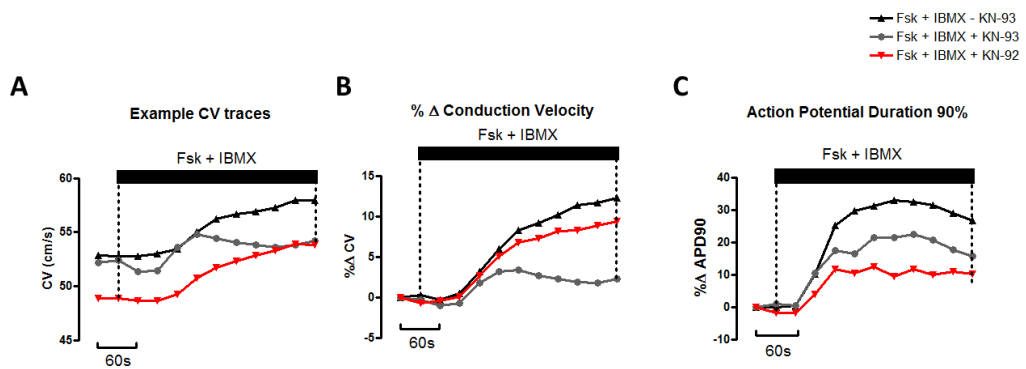 Fsk + IBMX - KN-93
Fsk + IBMX + KN-93
Fsk + IBMX + KN-92
A
Example CV traces
Fsk + IBMX
CV (cm/s)
60
55
50
45
60s
B
% Δ Conduction Velocity
Fsk + IBMX
%Δ CV
15
10
5
0
-5
60s
C
Action Potential Duration 90%
Fsk + IBMX
%Δ APD90
40
30
20
10
0
-10
60s